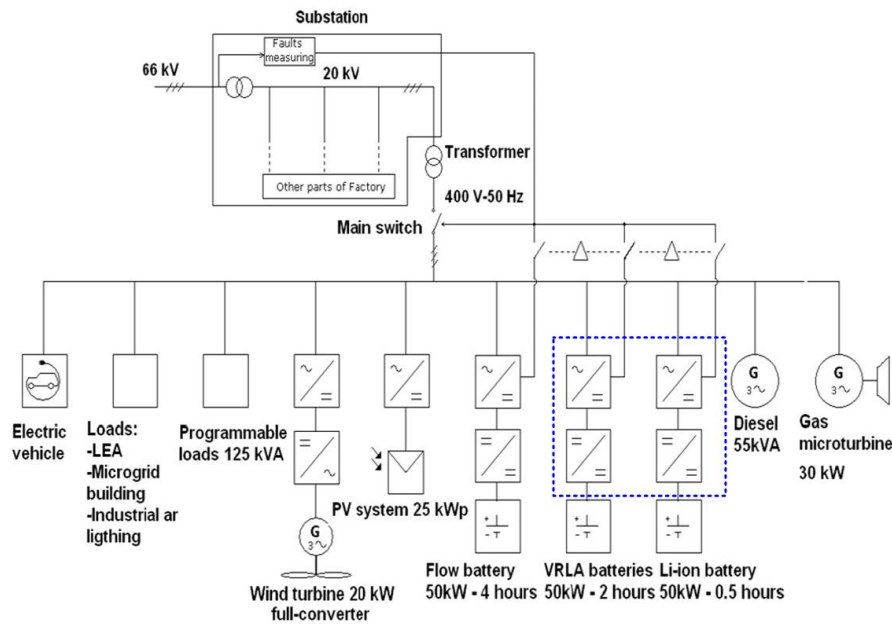 Substation
Faults
measuring
66 kV
20 kV
Transformer
Other parts of Factory
400 V-50 Hz
Main switch
G
3
G
3
Electric
vehicle
Loads:
-LEA
-Microgrid
building
-Industrial ar
ligthing
Programmable
loads 125 kVA
PV system 25 kWp
Diesel
55kVA
Gas
microturbine
30 kW
G
3
Wind turbine 20 kW
full-converter
Flow battery
50kW - 4 hours
VRLA batteries
50kW - 2 hours
Li-ion battery
50kW - 0.5 hours